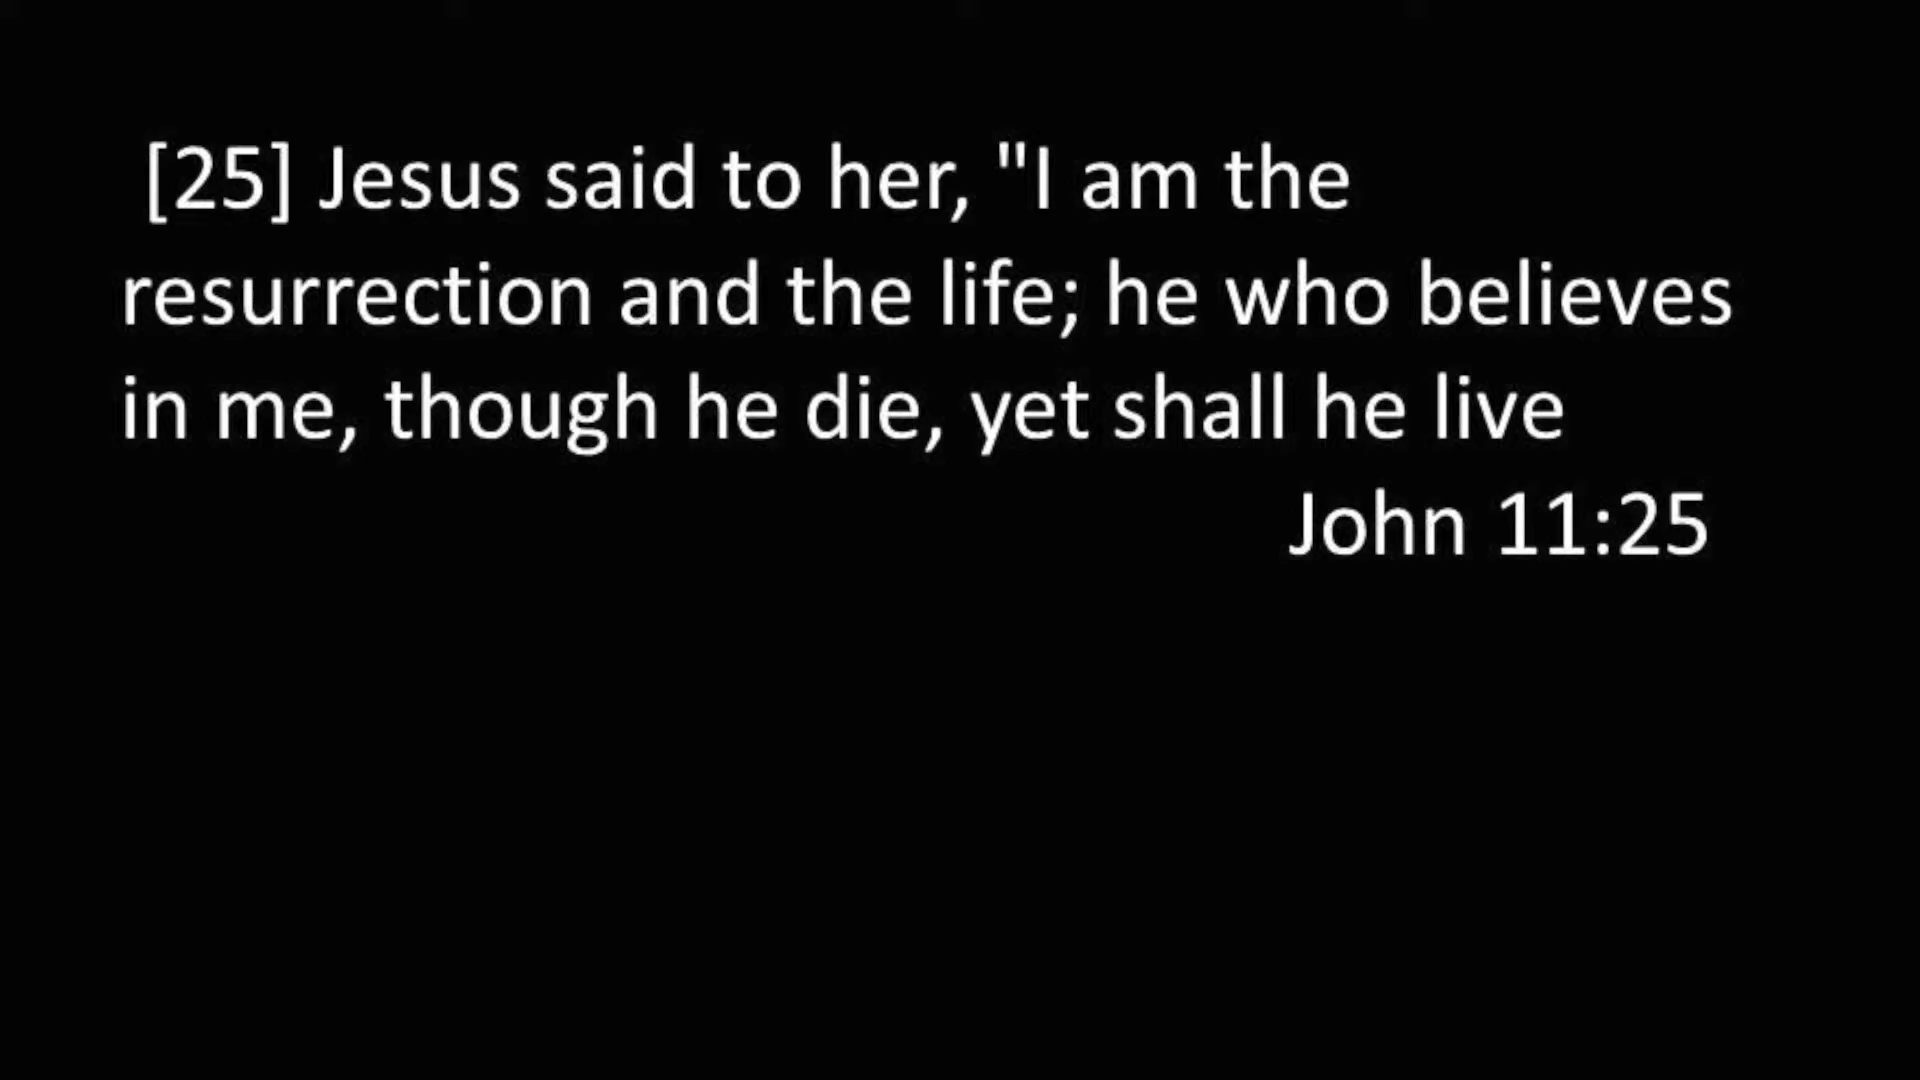 [25] Jesus said to her, "I am the
resurrection and the life; he who believes
in me, though he die, yet shall he live
John 11:25